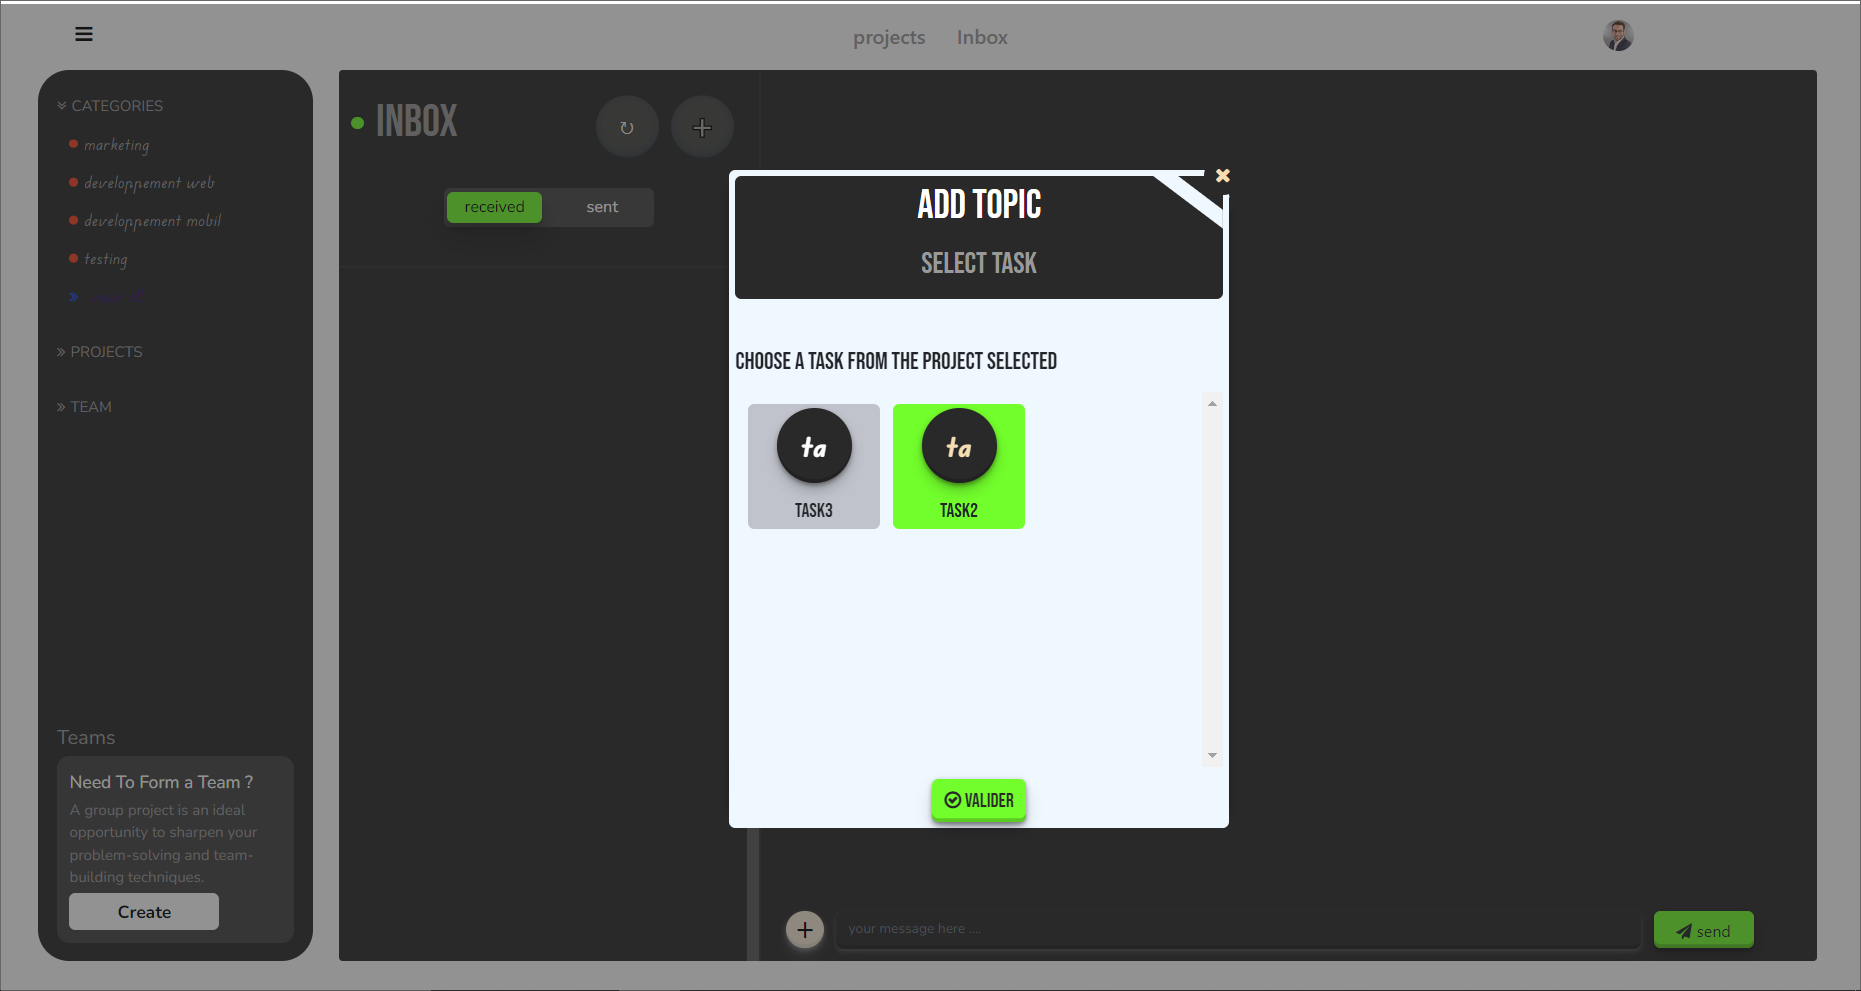 projects Inbox
CATEGORIES
marketing
developpement web
developpement mobil
testing
PROJECTS
TEAM
Teams
Need To Form a Team ?
A group project is an ideal
opportunity to sharpen your
problem-solving and team-
building techniques.
Create
INBOX
received sent
ADD TOPIC
SELECT TASK
CHOOSE A TASK FROM THE PROJECT SELECTED
ta
TASK3
ta
TASK2
VALIDER
your message here ....
send